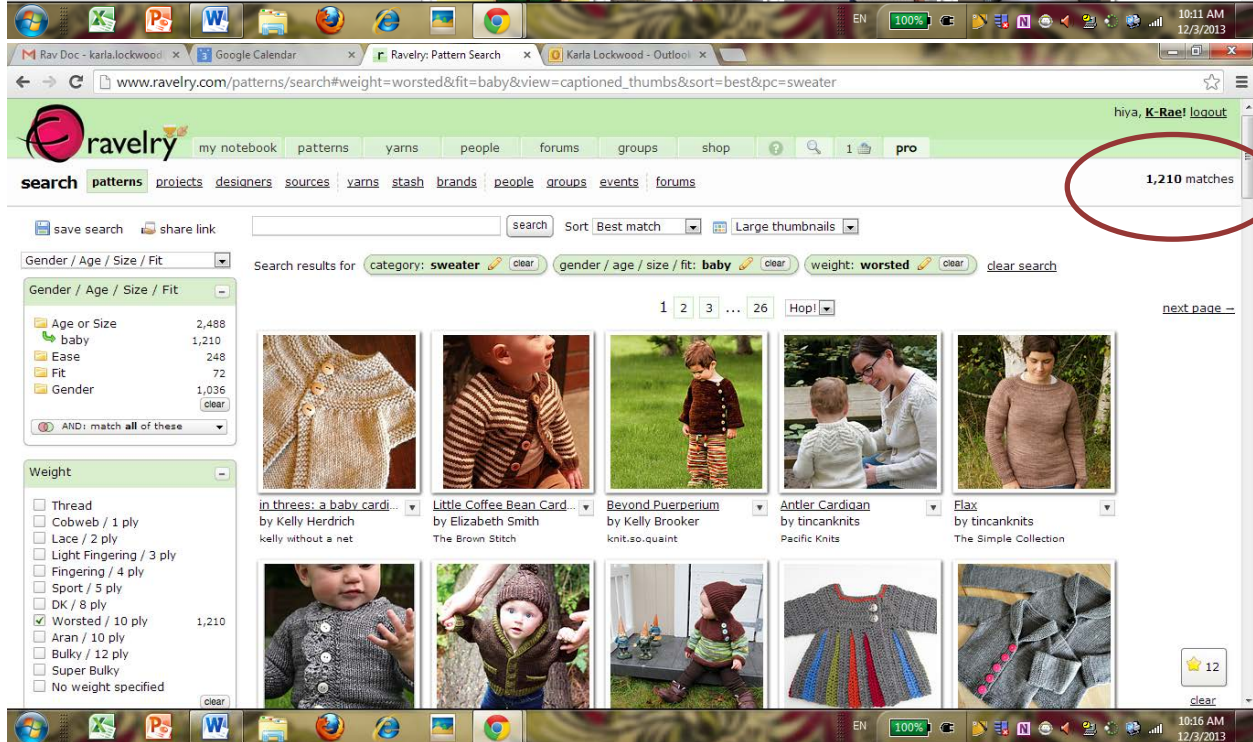 EN 100% 10:11 AM
12/3/2013
Rav Doc - karla.lockwood Google Calendar Ravelry: Pattern Search Karla Lockwood - Outloo
www.ravelry.com/patterns/search#weight=worsted&fit=baby&view=captioned_thumbs&sort=best&pc=sweater
hiya, K-Rae! logout
ravelry my notebook patterns yarns people forums groups shop 1 pro
search patterns projects designers sources yarns stash brands people groups events forums 1,210 matches
save search share link search Sort Best match Large thumbnails
Gender / Age / Size / Fit
Search results for category: sweater clear gender / age / size / fit: baby clear weight: worsted clear clear search
Gender / Age / Size / Fit
1 2 3 ... 26 Hop! next page →
Age or Size 2,488
baby 1,210
Ease 248
Fit 72
Gender 1,036
clear
AND: match all of these
Weight
Thread
Cobweb / 1 ply
Lace / 2 ply
Light Fingering / 3 ply
Fingering / 4 ply
Sport / 5 ply
DK / 8 ply
Worsted / 10 ply 1,210
Aran / 10 ply
Bulky / 12 ply
Super Bulky
No weight specified
clear
in threes: a baby cardi...
by Kelly Herdrich
kelly without a net
Little Coffee Bean Card...
by Elizabeth Smith
The Brown Stitch
Beyond Puerperium
by Kelly Brooker
knit.so.quaint
Antler Cardigan
by tincanknits
Pacific Knits
Flax
by tincanknits
The Simple Collection
12
clear
EN 100% 10:16 AM
12/3/2013